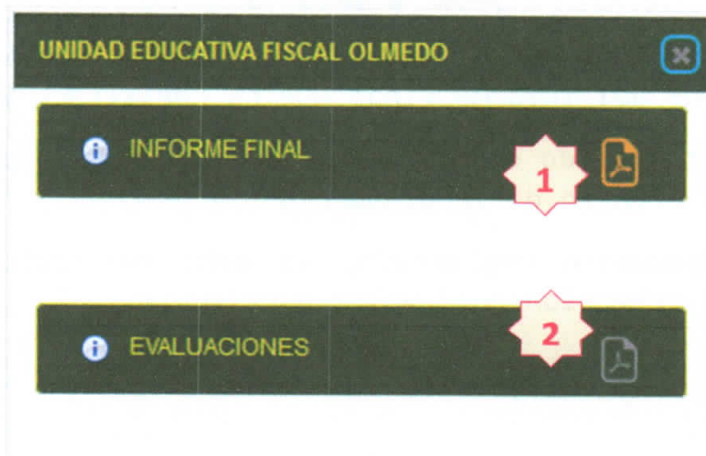 UNIDAD EDUCATIVA FISCAL OLMEDO
INFORME FINAL
1
EVALUACIONES
2